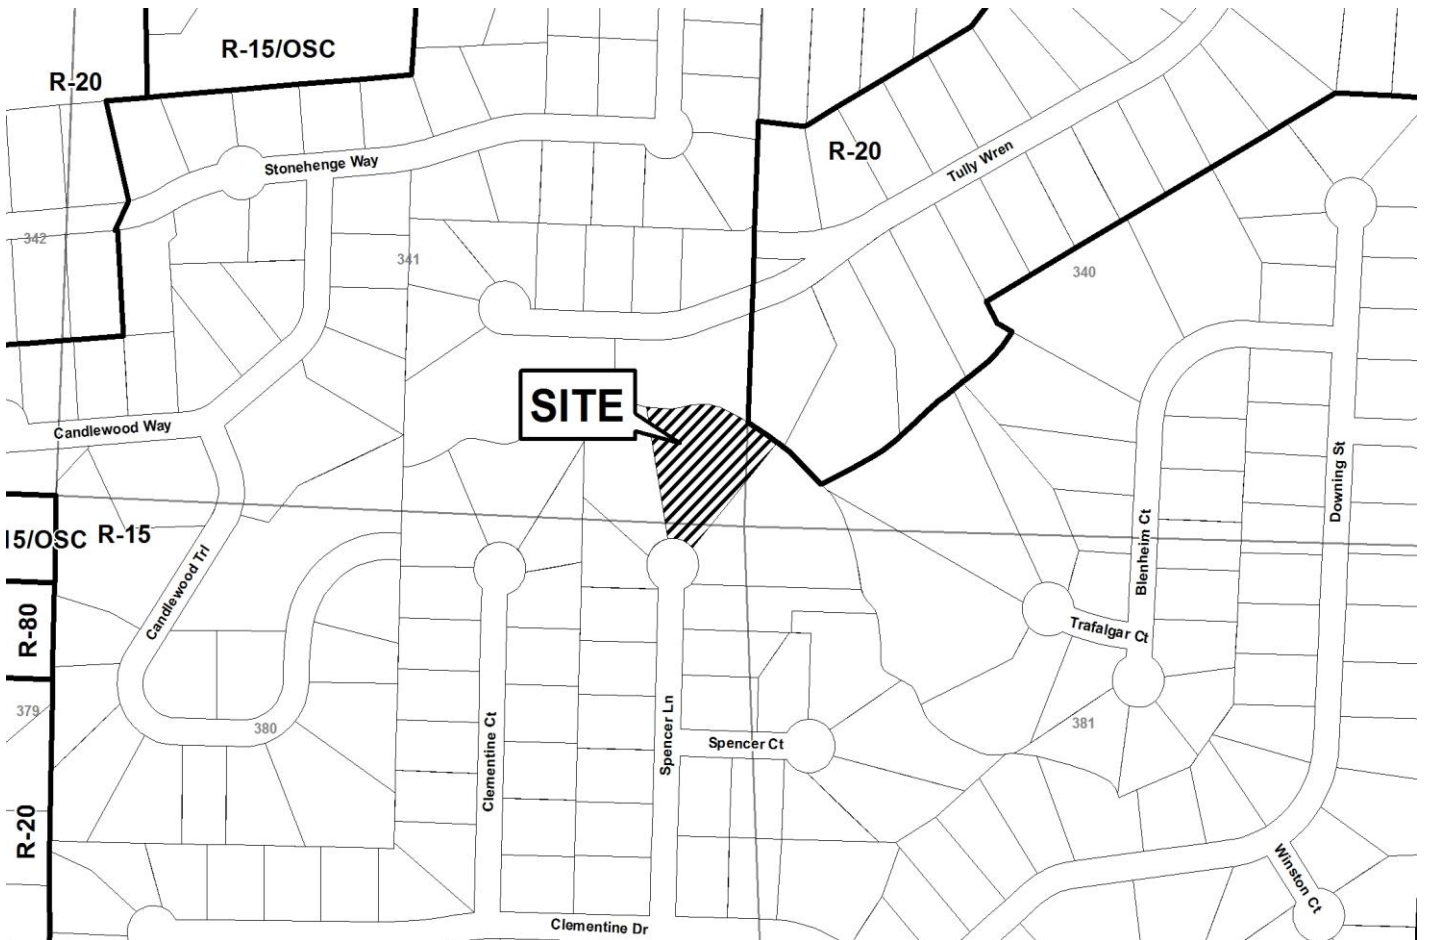 R-15/OSC
R-20
R-20
Stonehenge Way
Tully Wren
342
341
340
SITE
Candlewood Way
Downing St
15/OSC
R-15
Blenheim Ct
Candlewood Trl
R-80
Trafalgar Ct
379
380
381
Clementine Ct
Spencer Ln
Spencer Ct
R-20
Winston Ct
Clementine Dr